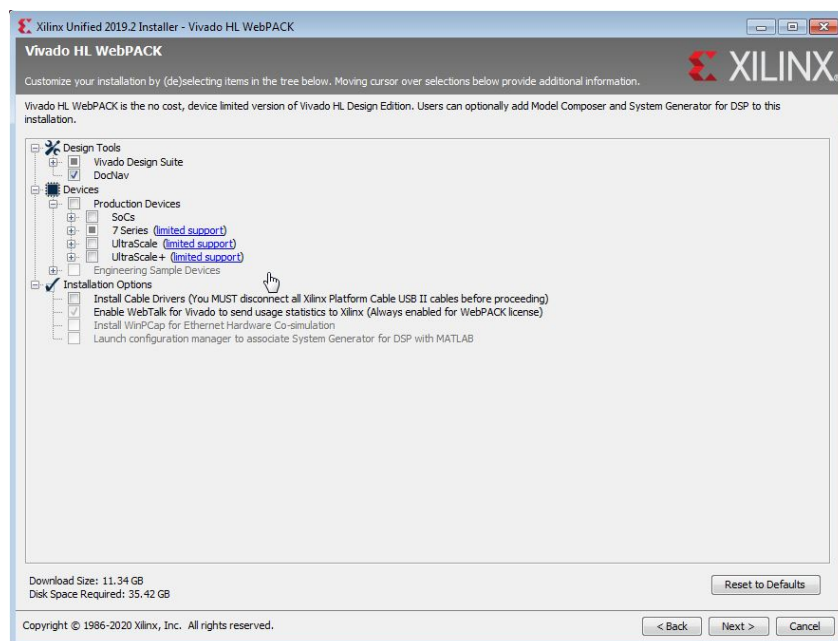 Xilinx Unified 2019.2 Installer - Vivado HL WebPACK
Vivado HL WebPACK
Customize your installation by (de)selecting items in the tree below. Moving cursor over selections below provide additional information.
XILINX
Vivado HL WebPACK is the no cost, device limited version of Vivado HL Design Edition. Users can optionally add Model Composer and System Generator for DSP to this
installation.
Design Tools
Vivado Design Suite
DocNav
Devices
Production Devices
SoCs
7 Series (limited support)
UltraScale (limited support)
UltraScale+ (limited support)
Engineering Sample Devices
Installation Options
Install Cable Drivers (You MUST disconnect all Xilinx Platform Cable USB II cables before proceeding)
Enable WebTalk for Vivado to send usage statistics to Xilinx (Always enabled for WebPACK license)
Install WinPCap for Ethernet Hardware Co-simulation
Launch configuration manager to associate System Generator for DSP with MATLAB
Download Size: 11.34 GB
Disk Space Required: 35.42 GB
Reset to Defaults
Copyright © 1986-2020 Xilinx, Inc. All rights reserved.
< Back Next > Cancel